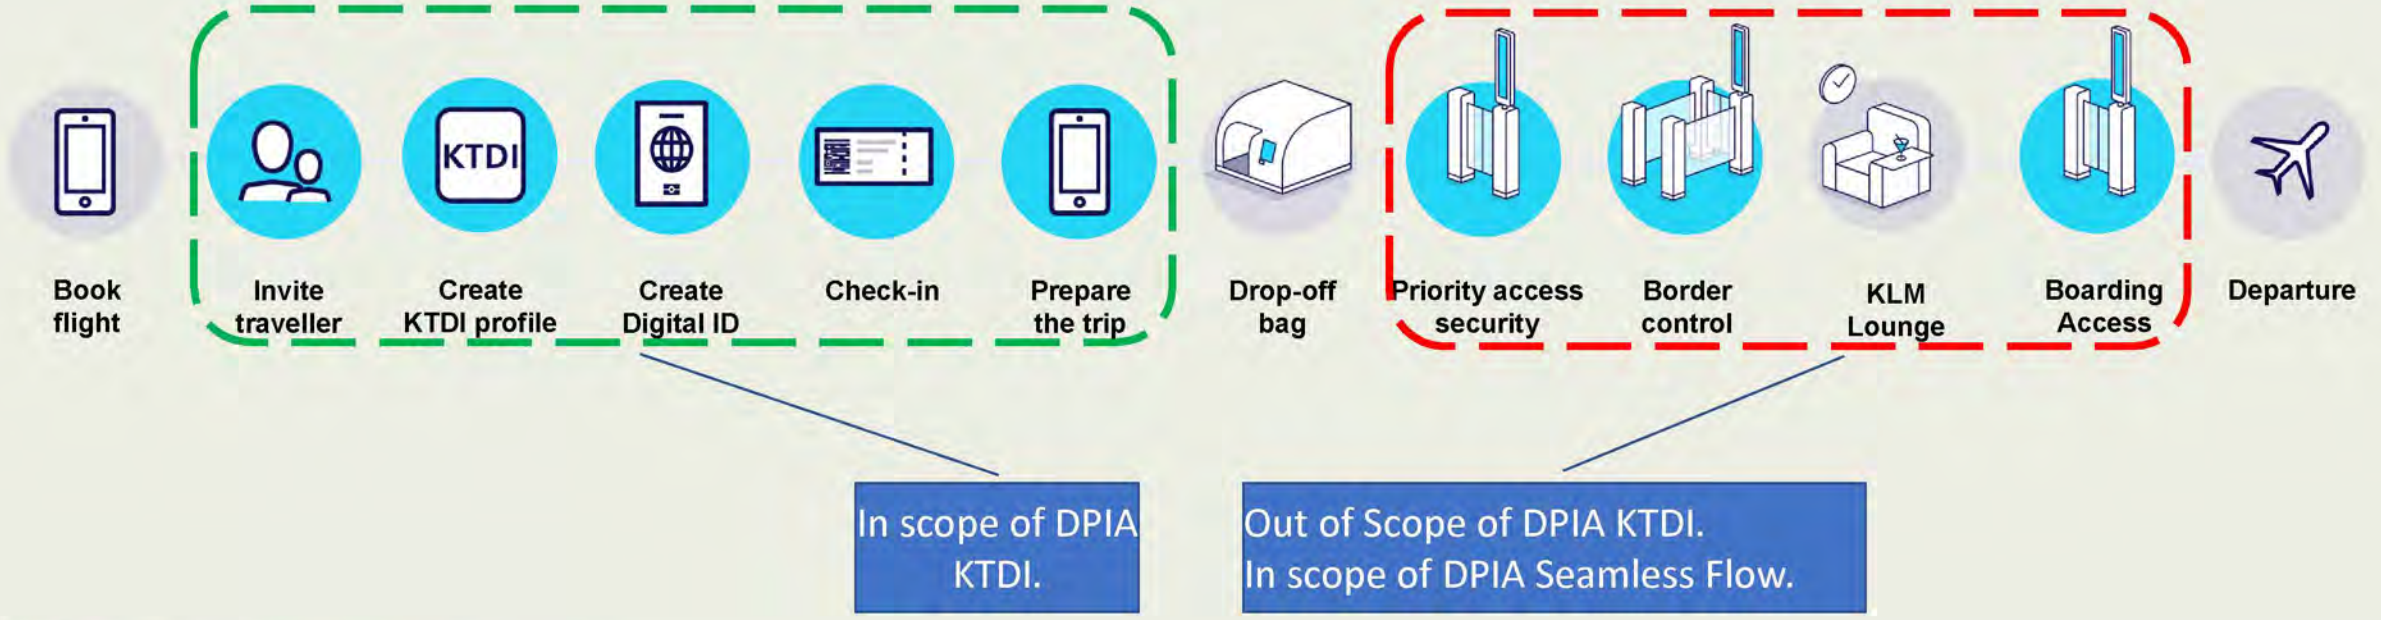 KTDI
Book
flight
Invite
traveller
Create
KTDI profile
Create
Digital ID
Check-in
Prepare
the trip
Drop-off
bag
Priority access
security
Border
control
KLM
Lounge
Boarding
Access
Departure
In scope of DPIA
KTDI.
Out of Scope of DPIA KTDI.
In scope of DPIA Seamless Flow.